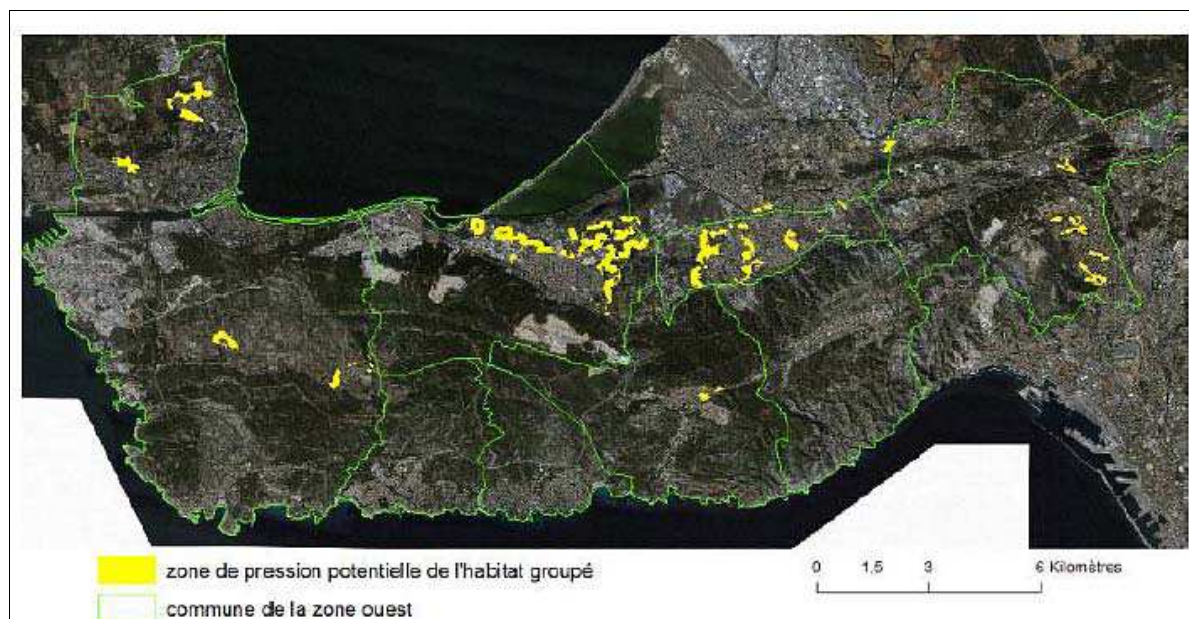 zone de pression potentielle de l'habitat groupé
commune de la zone ouest
0 1,5 3 6 Kilomètres